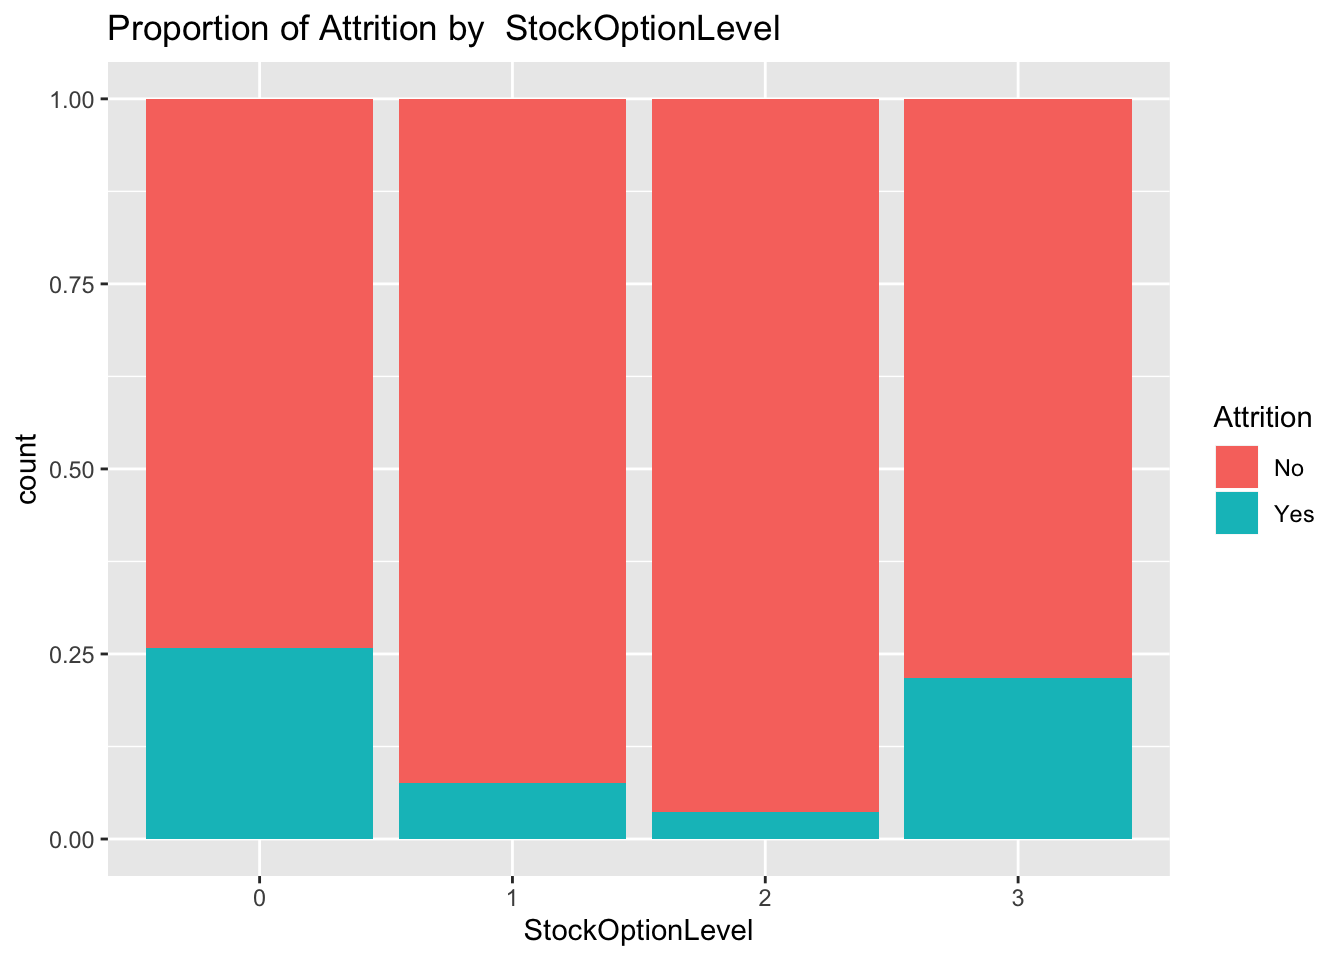 Proportion of Attrition by  StockOptionLevel
1.00
0.75
0.50
0.25
0.00
count
0 1 2 3
StockOptionLevel
Attrition
No
Yes